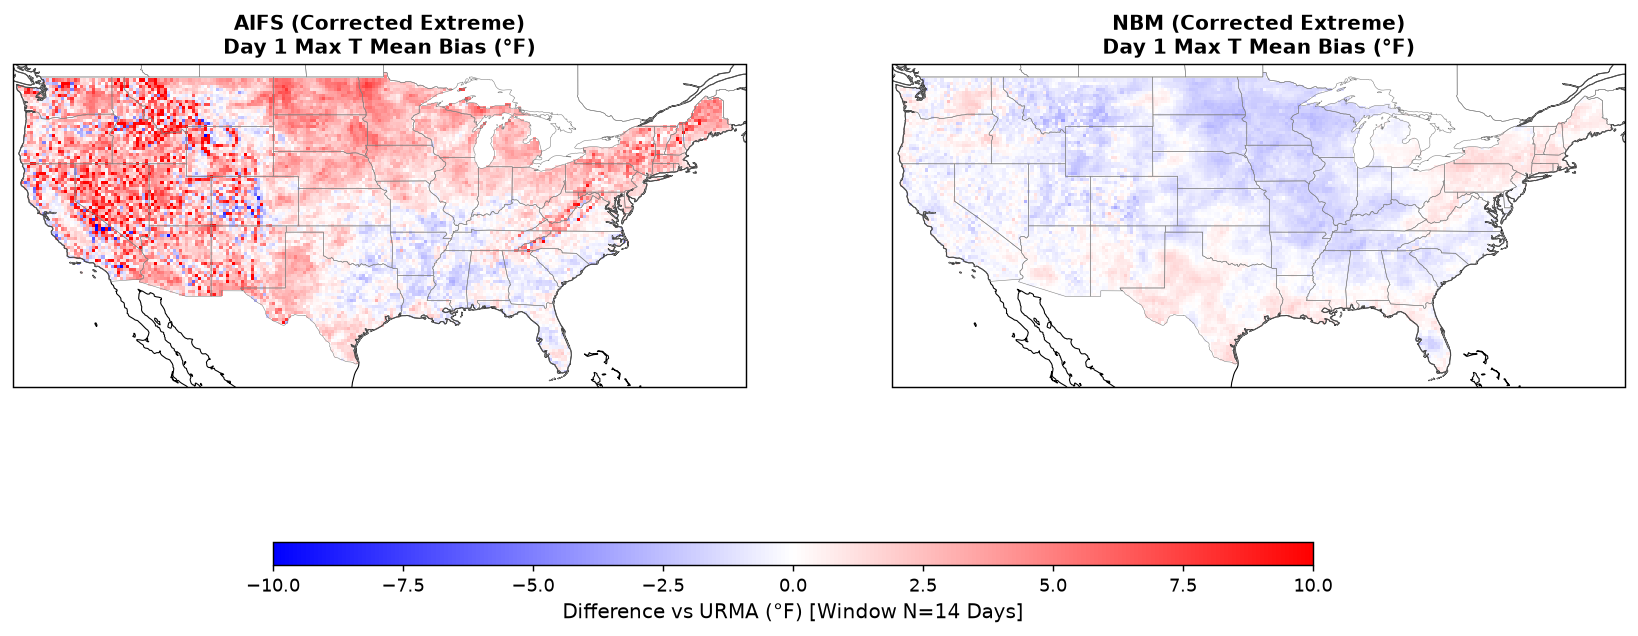 AIFS (Corrected Extreme)
Day 1 Max T Mean Bias (°F)
NBM (Corrected Extreme)
Day 1 Max T Mean Bias (°F)
−10.0 −7.5 −5.0 −2.5 0.0 2.5 5.0 7.5 10.0
Difference vs URMA (°F) [Window N=14 Days]